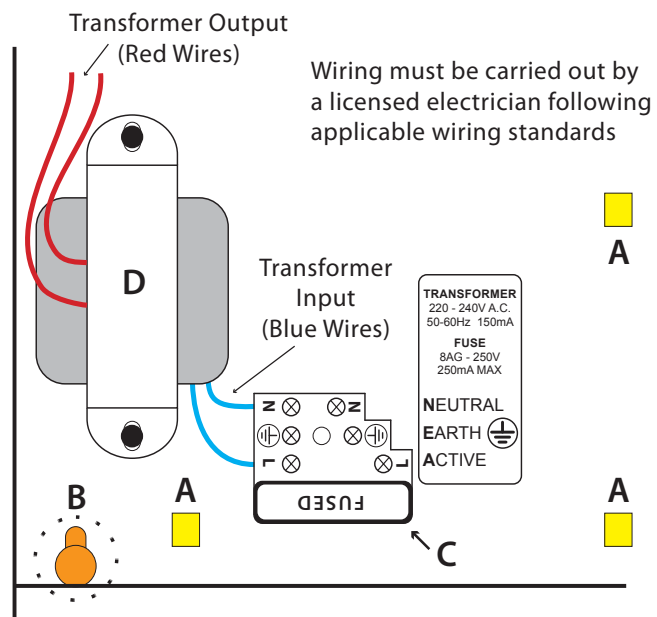 Transformer Output
(Red Wires)
Wiring must be carried out by
a licensed electrician following
applicable wiring standards
A
D
Transformer
Input
(Blue Wires)
TRANSFORMER
220 - 240V A.C.
50-60Hz 150mA
FUSE
8AG - 250V
250mA MAX
NEUTRAL
EARTH
ACTIVE
N N
L L
FUSED
B
A
A
C